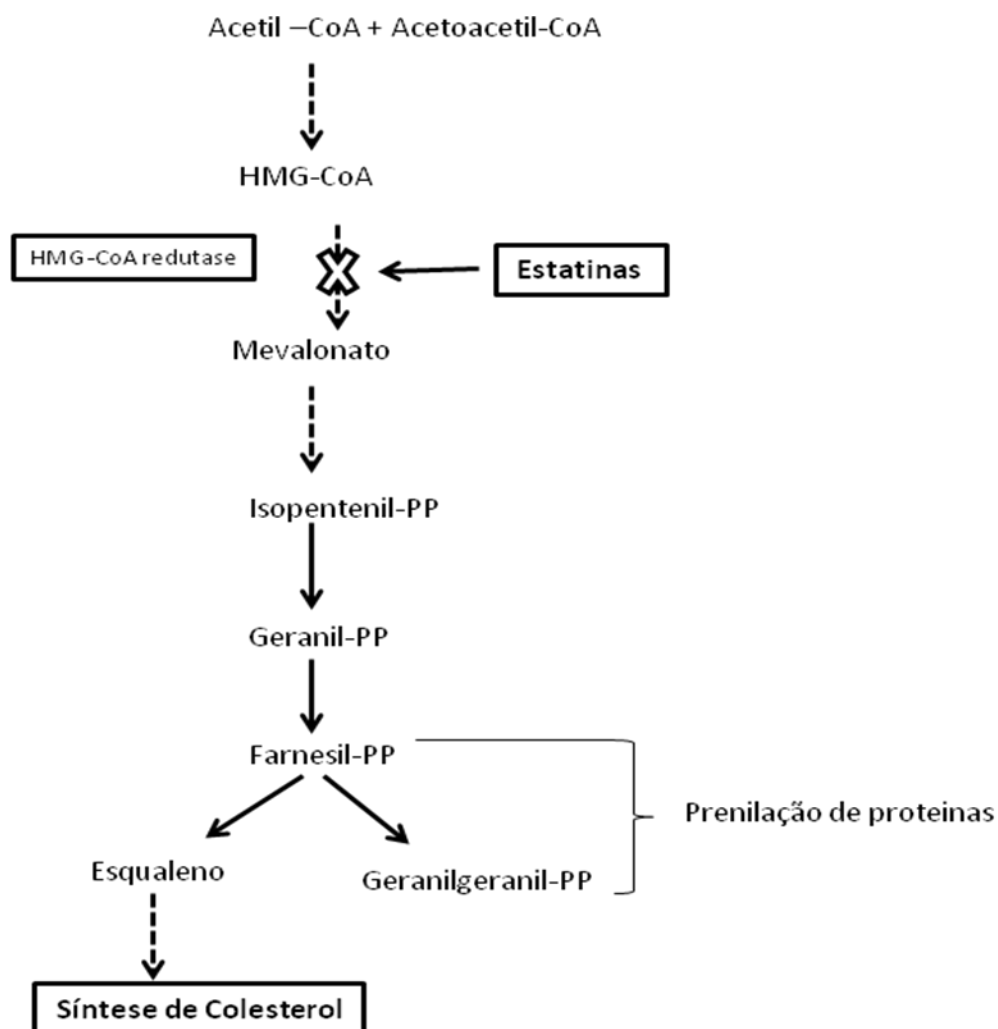 Acetil –CoA + Acetoacetil-CoA
HMG-CoA
HMG-CoA redutase
Estatinas
Mevalonato
Isopentenil-PP
Geranil-PP
Farnesil-PP
Prenilação de proteinas
Esqualeno
Geranilgeranil-PP
Síntese de Colesterol